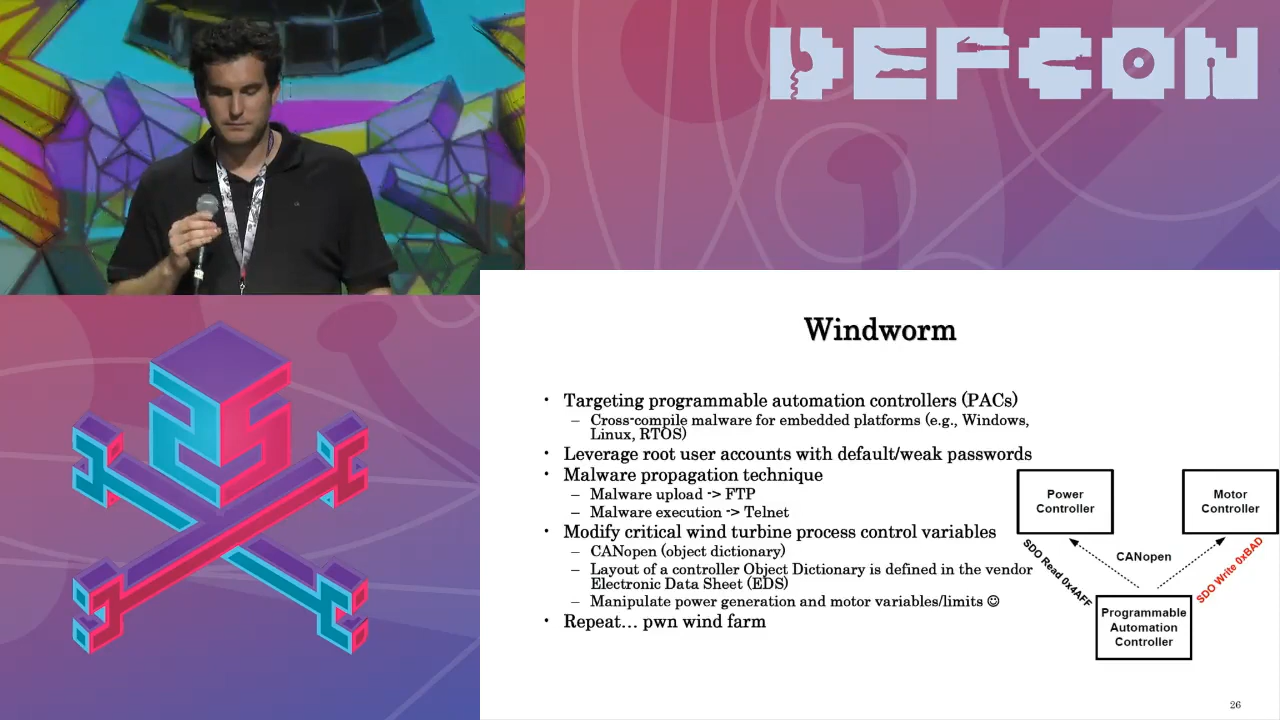 DEFCON
Windworm
• Targeting programmable automation controllers (PACs)
– Cross-compile malware for embedded platforms (e.g., Windows,
Linux, RTOS)
• Leverage root user accounts with default/weak passwords
• Malware propagation technique
– Malware upload -> FTP
– Malware execution -> Telnet
• Modify critical wind turbine process control variables
– CANopen (object dictionary)
– Layout of a controller Object Dictionary is defined in the vendor
Electronic Data Sheet (EDS)
– Manipulate power generation and motor variables/limits ☺
• Repeat… pwn wind farm
Power
Controller
Motor
Controller
CANopen
SDO Read 0x4AFF
SDO Write 0xBAD
Programmable
Automation
Controller
26